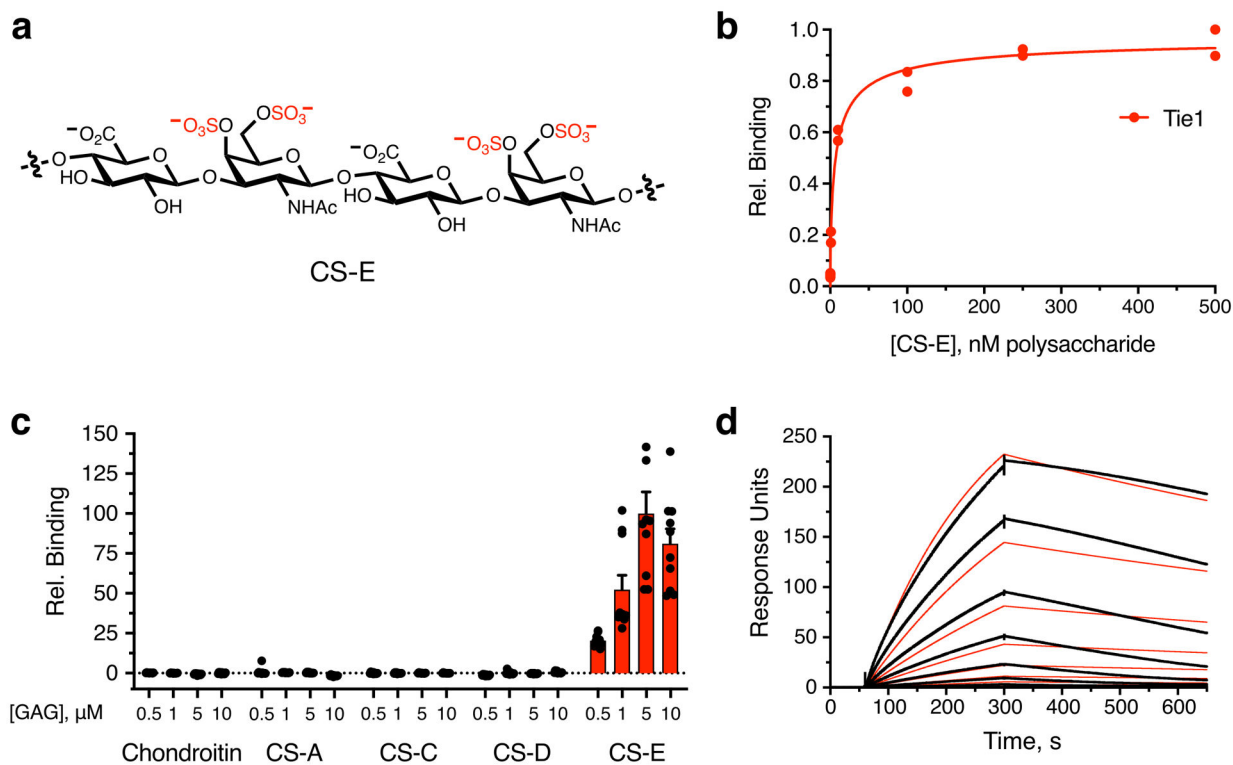 a
⁻O₃SO OSO₃⁻
⁻O₂C
O
O
HO
OH
O
O
NHAc
O
⁻O₂C
O
HO
OH
O
⁻O₃SO OSO₃⁻
O
NHAc
O
CS-E
b
1.0
0.8
0.6
0.4
0.2
0.0
Rel. Binding
Tie1
0 100 200 300 400 500
[CS-E], nM polysaccharide
c
150
125
100
75
50
25
0
Rel. Binding
[GAG], μM 0.5 1 5 10 0.5 1 5 10 0.5 1 5 10 0.5 1 5 10 0.5 1 5 10
Chondroitin CS-A CS-C CS-D CS-E
d
250
200
150
100
50
0
Response Units
0 100 200 300 400 500 600
Time, s